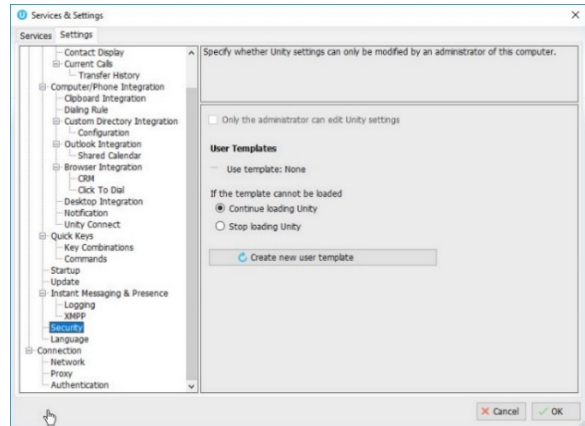 Services & Settings
Services
Settings
Contact Display
Current Calls
Transfer History
Computer/Phone Integration
Clipboard Integration
Dialing Rule
Custom Directory Integration
Configuration
Outlook Integration
Shared Calendar
Browser Integration
CRM
Click To Dial
Desktop Integration
Notification
Unity Connect
Quick Keys
Key Combinations
Commands
Startup
Update
Instant Messaging & Presence
Logging
XMPP
Security
Language
Connection
Network
Proxy
Authentication
Specify whether Unity settings can only be modified by an administrator of this computer.
Only the administrator can edit Unity settings
User Templates
Use template: None
If the template cannot be loaded
Continue loading Unity
Stop loading Unity
Create new user template
Cancel
OK